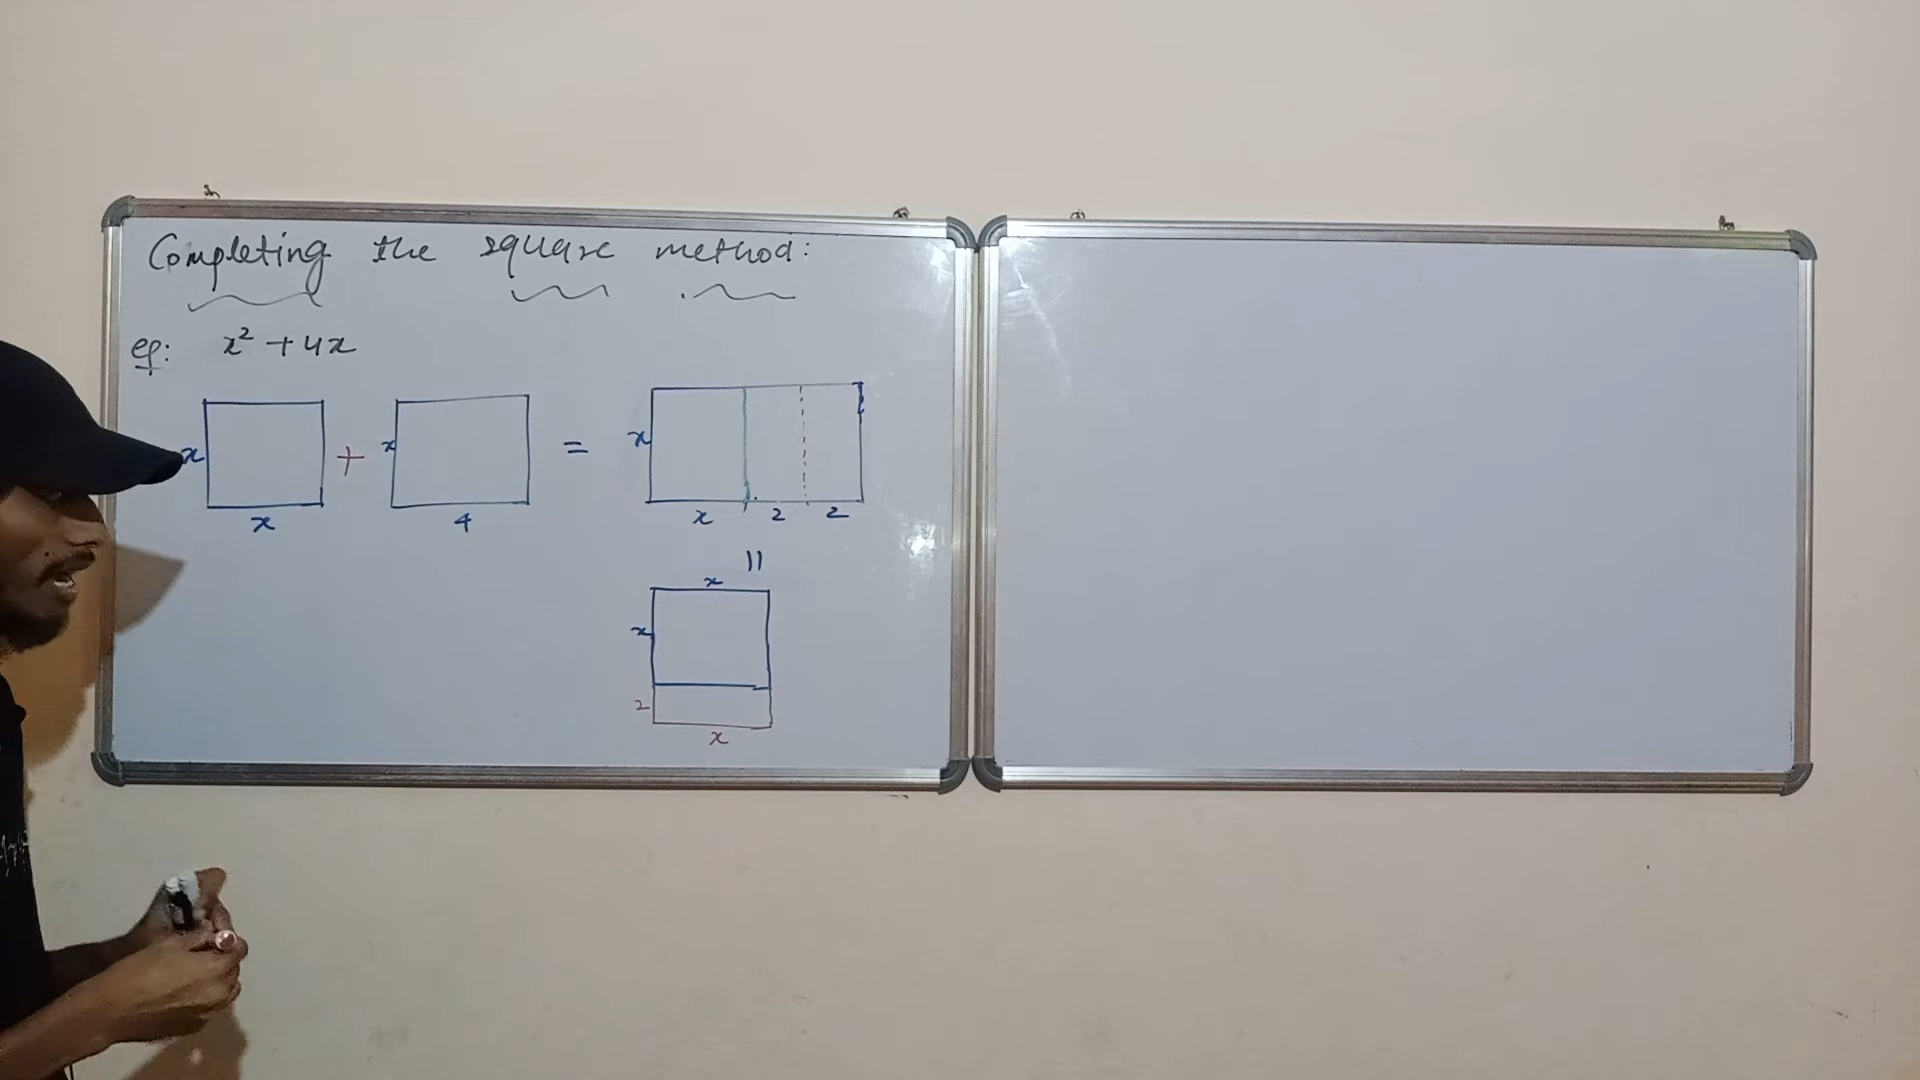 Completing the square method:
eg: x² + 4x
x + x = x
x 4 x 2 2
=
x
x
2
x